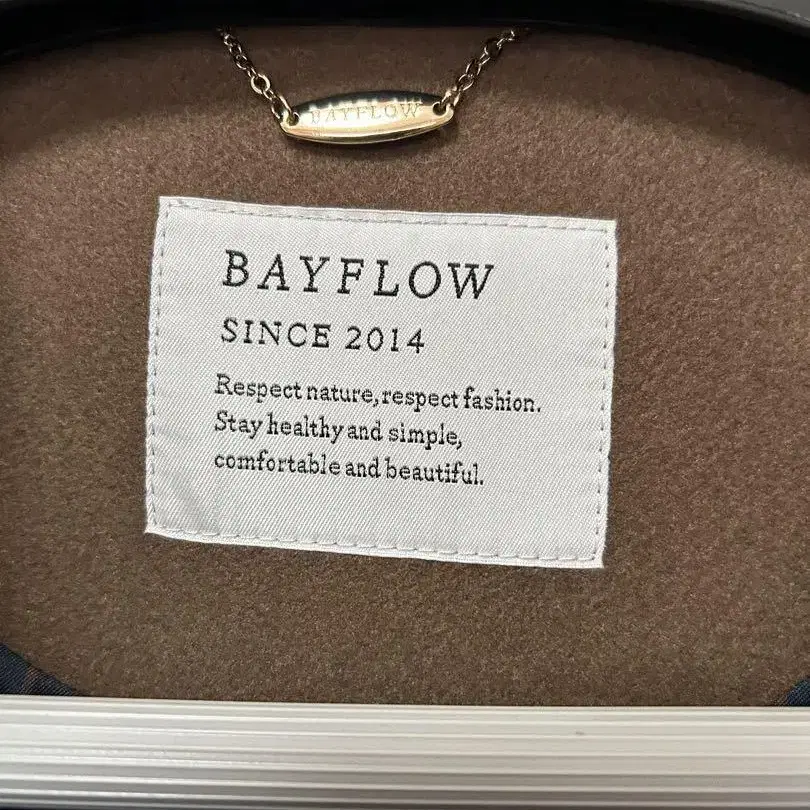 BAYFLOW
BAYFLOW
SINCE 2014
Respect nature, respect fashion.
Stay healthy and simple,
comfortable and beautiful.